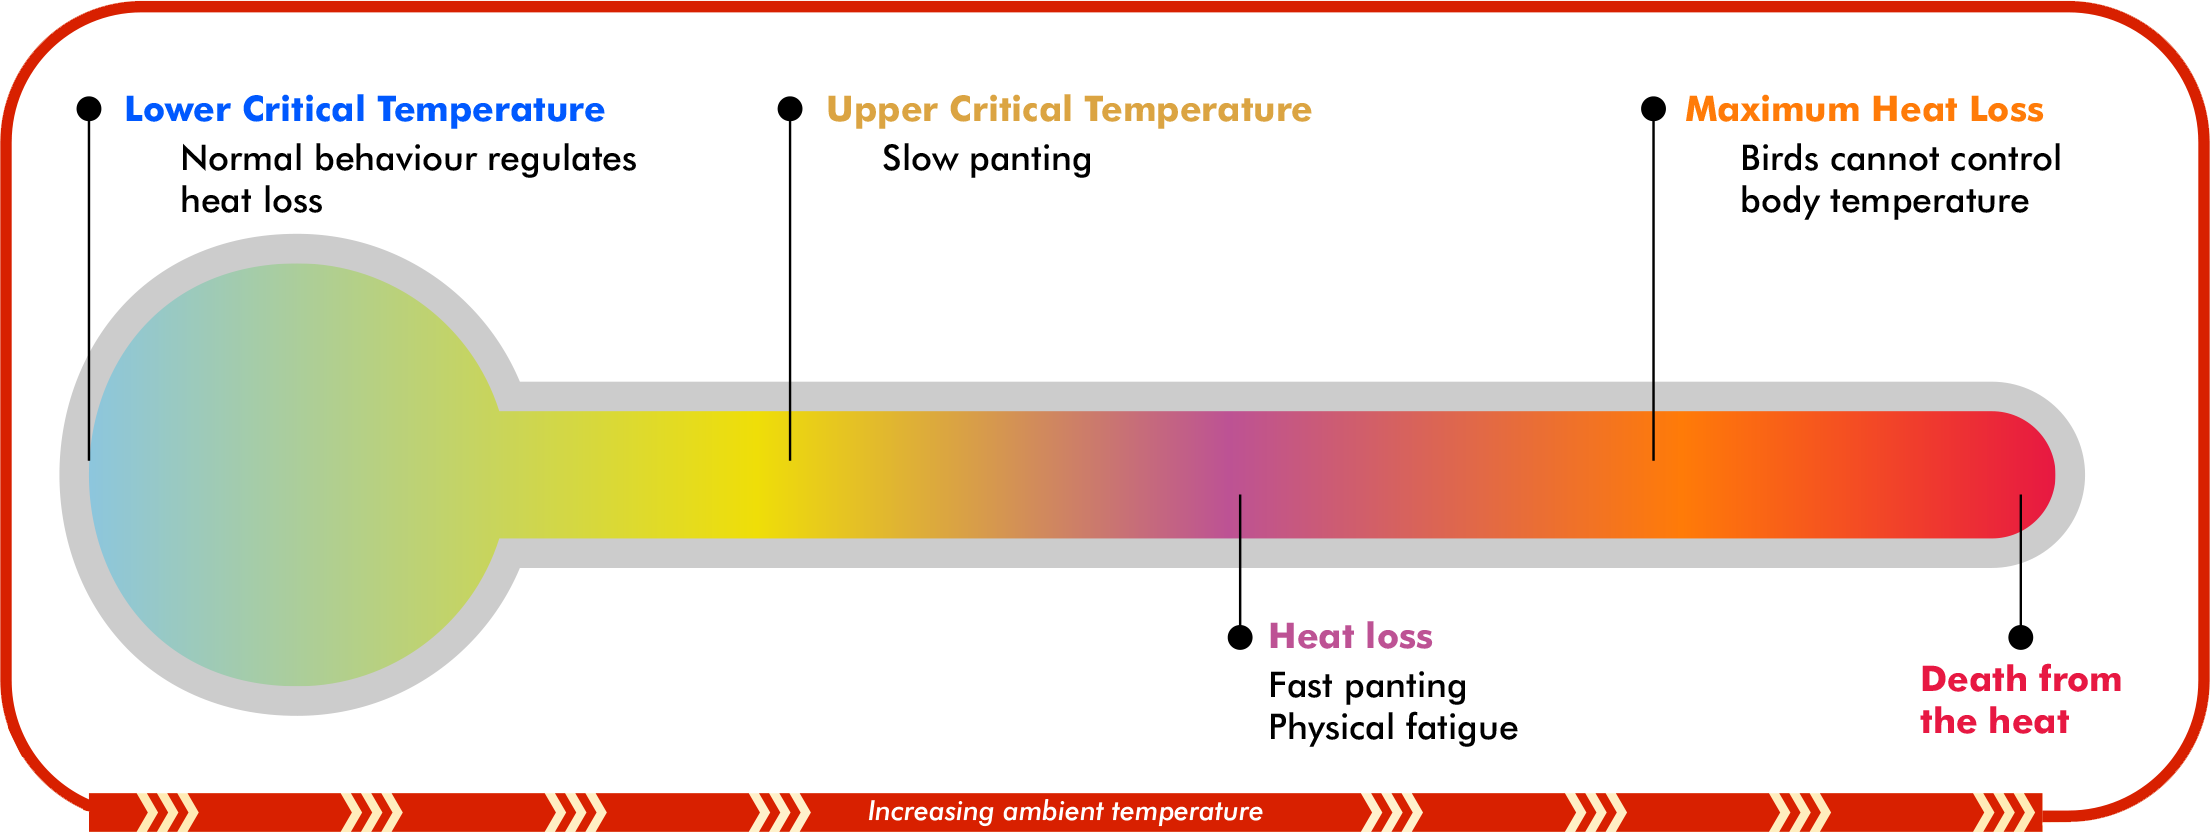 Lower Critical Temperature
Normal behaviour regulates
heat loss
Upper Critical Temperature
Slow panting
Maximum Heat Loss
Birds cannot control
body temperature
Heat loss
Fast panting
Physical fatigue
Death from
the heat
Increasing ambient temperature